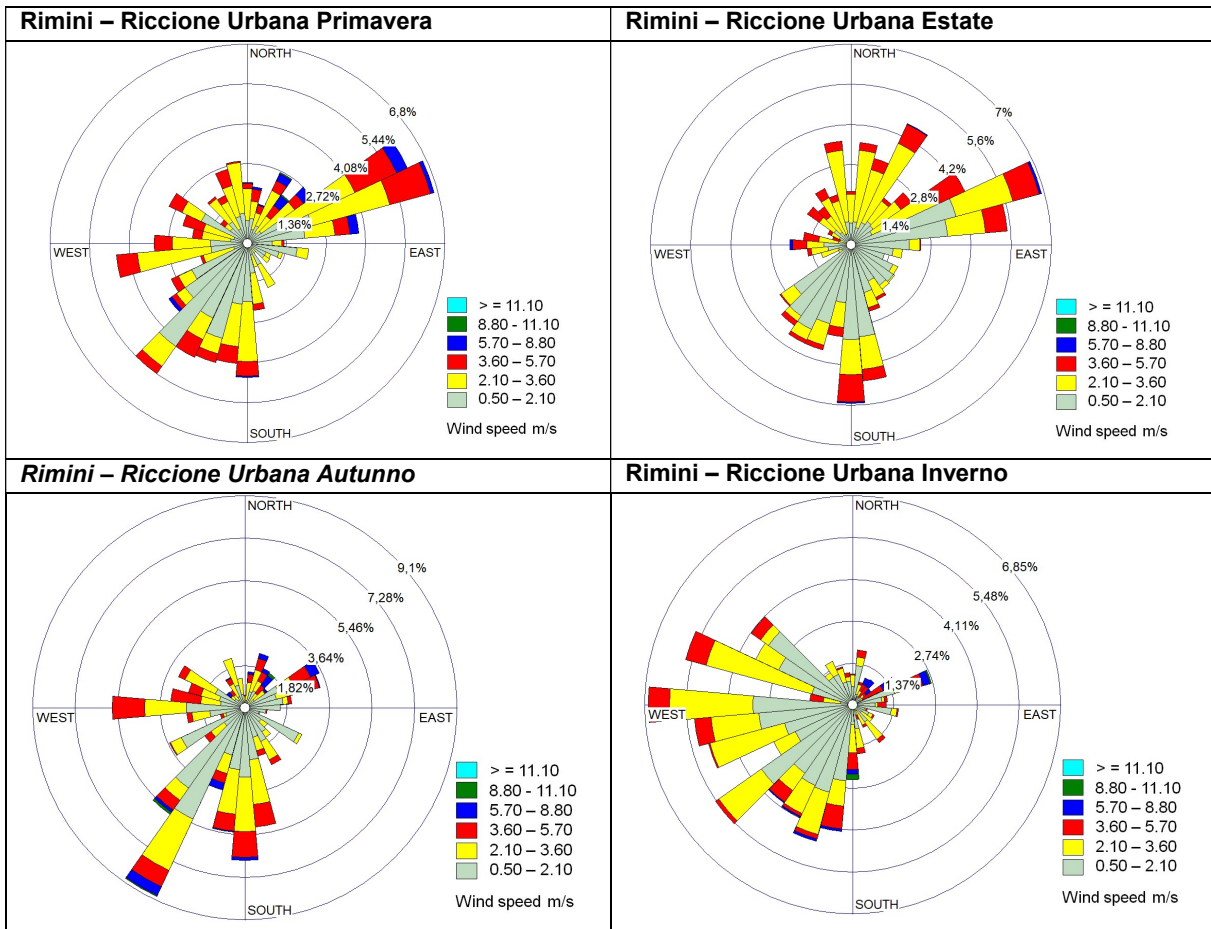 Rimini – Riccione Urbana Primavera
NORTH
6,8%
5,44%
4,08%
2,72%
1,36%
WEST
EAST
SOUTH
> = 11.10
8.80 - 11.10
5.70 – 8.80
3.60 – 5.70
2.10 – 3.60
0.50 – 2.10
Wind speed m/s
Rimini – Riccione Urbana Estate
NORTH
7%
5,6%
4,2%
2,8%
1,4%
WEST
EAST
SOUTH
> = 11.10
8.80 - 11.10
5.70 – 8.80
3.60 – 5.70
2.10 – 3.60
0.50 – 2.10
Wind speed m/s
Rimini – Riccione Urbana Autunno
NORTH
9,1%
7,28%
5,46%
3,64%
1,82%
WEST
EAST
SOUTH
> = 11.10
8.80 - 11.10
5.70 – 8.80
3.60 – 5.70
2.10 – 3.60
0.50 – 2.10
Wind speed m/s
Rimini – Riccione Urbana Inverno
NORTH
6,85%
5,48%
4,11%
2,74%
1,37%
WEST
EAST
SOUTH
> = 11.10
8.80 - 11.10
5.70 – 8.80
3.60 – 5.70
2.10 – 3.60
0.50 – 2.10
Wind speed m/s